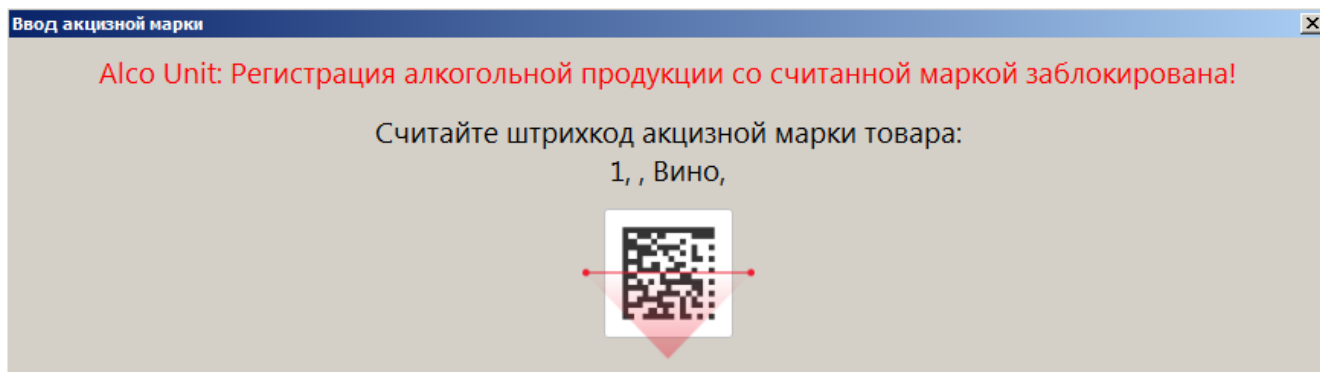 Ввод акцизной марки
Alco Unit: Регистрация алкогольной продукции со считанной маркой заблокирована!
Считайте штрихкод акцизной марки товара:
1, , Вино,